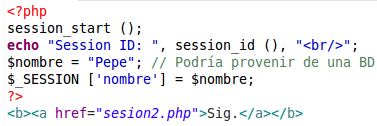 <?php
session_start ();
echo "Session ID: ", session_id (), "<br/>";
$nombre = "Pepe"; // Podría provenir de una BD
$_SESSION ['nombre'] = $nombre;
?>
<b><a href="sesion2.php">Sig.</a></b>